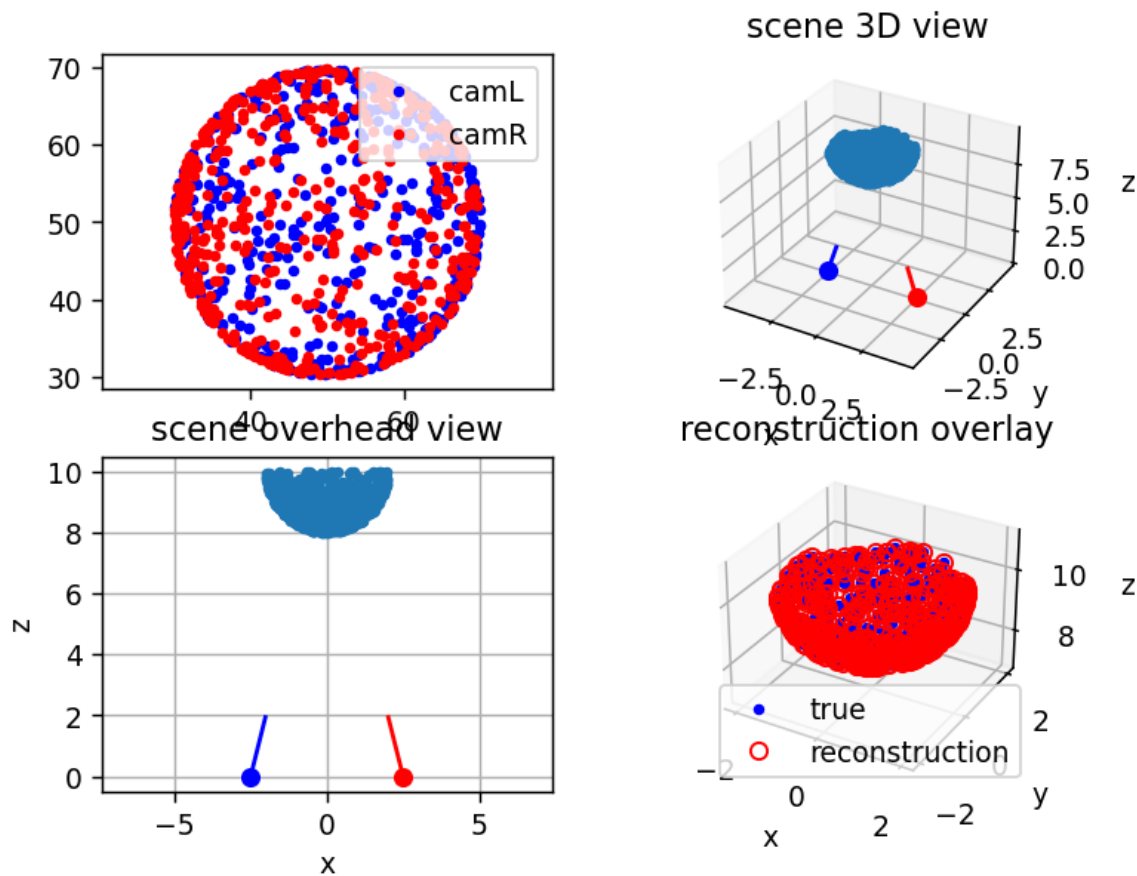 70
60
50
40
30
40 60
camL
camR
scene 3D view
7.5
5.0
2.5
0.0
z
−2.5
0.0
2.5
x
2.5
0.0
−2.5
y
scene overhead view
10
8
6
4
2
0
z
−5 0 5
x
reconstruction overlay
10
8
z
true
reconstruction
−2
0
2
x
2
0
−2
y